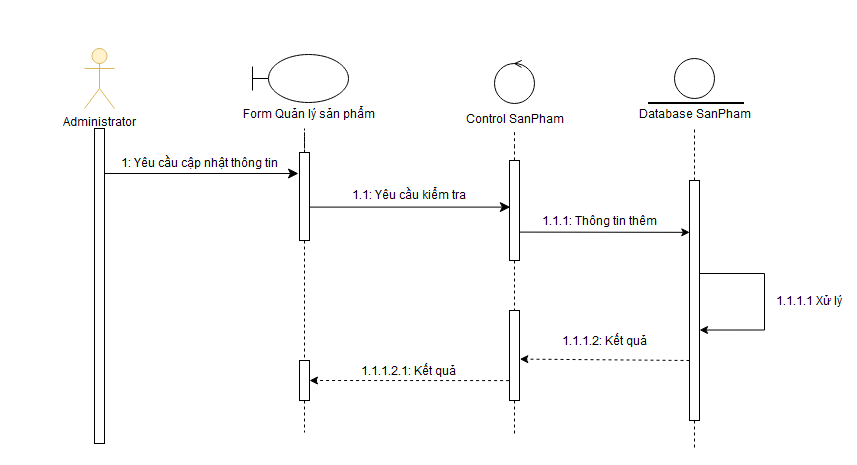 Administrator
Form Quản lý sản phẩm
Control SanPham
Database SanPham
1: Yêu cầu cập nhật thông tin
1.1: Yêu cầu kiểm tra
1.1.1: Thông tin thêm
1.1.1.1 Xử lý
1.1.1.2: Kết quả
1.1.1.2.1: Kết quả